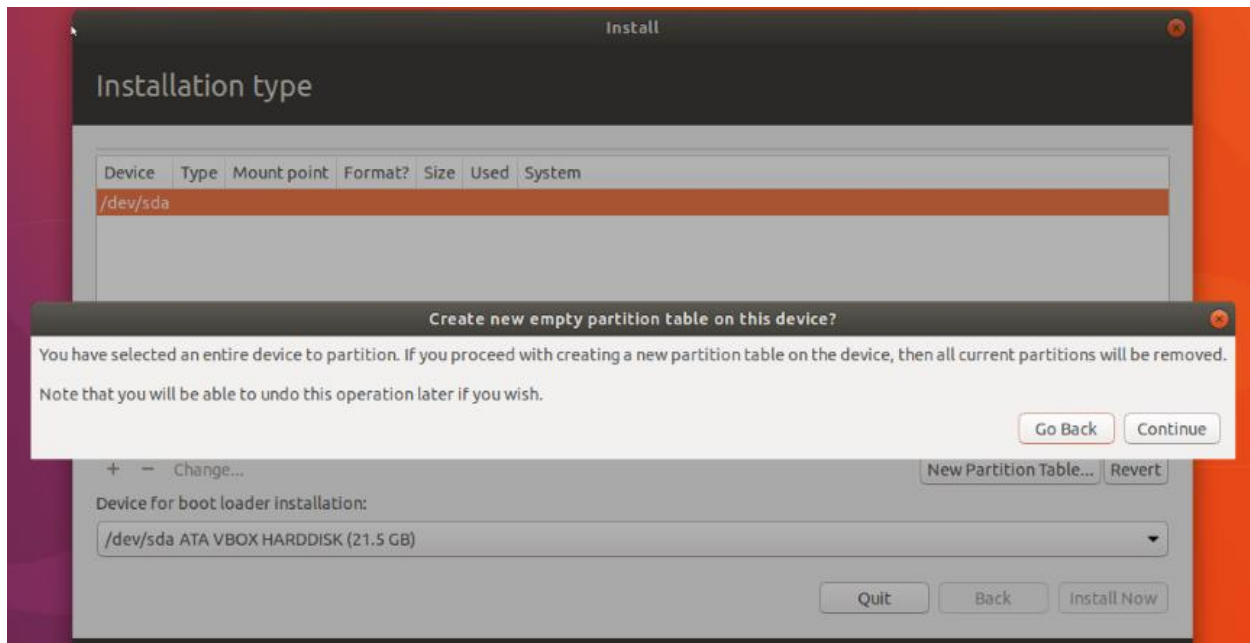 Install
Installation type
Device Type Mount point Format? Size Used System
/dev/sda
Create new empty partition table on this device?
You have selected an entire device to partition. If you proceed with creating a new partition table on the device, then all current partitions will be removed.
Note that you will be able to undo this operation later if you wish.
Go Back Continue
+ − Change... New Partition Table... Revert
Device for boot loader installation:
/dev/sda ATA VBOX HARDDISK (21.5 GB)
Quit Back Install Now